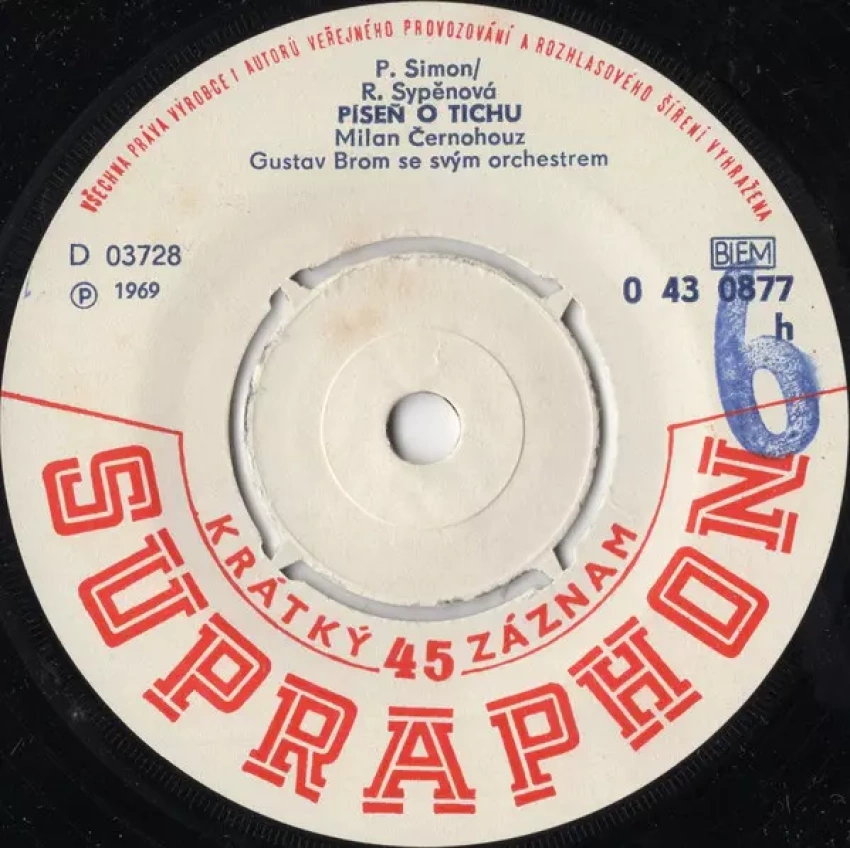 VŠECHNA PRÁVA VÝROBCE I AUTORŮ VEŘEJNÉHO PROVOZOVÁNÍ A ROZHLASOVÉHO ŠÍŘENÍ VYHRAŽENA
P. Simon/
R. Sypěnová
PÍSEŇ O TICHU
Milan Černohouz
Gustav Brom se svým orchestrem
D 03728
Ⓟ 1969
BIEM
0 43 0877
h
6
KRÁTKÝ 45 ZÁZNAM
SUPRAPHON